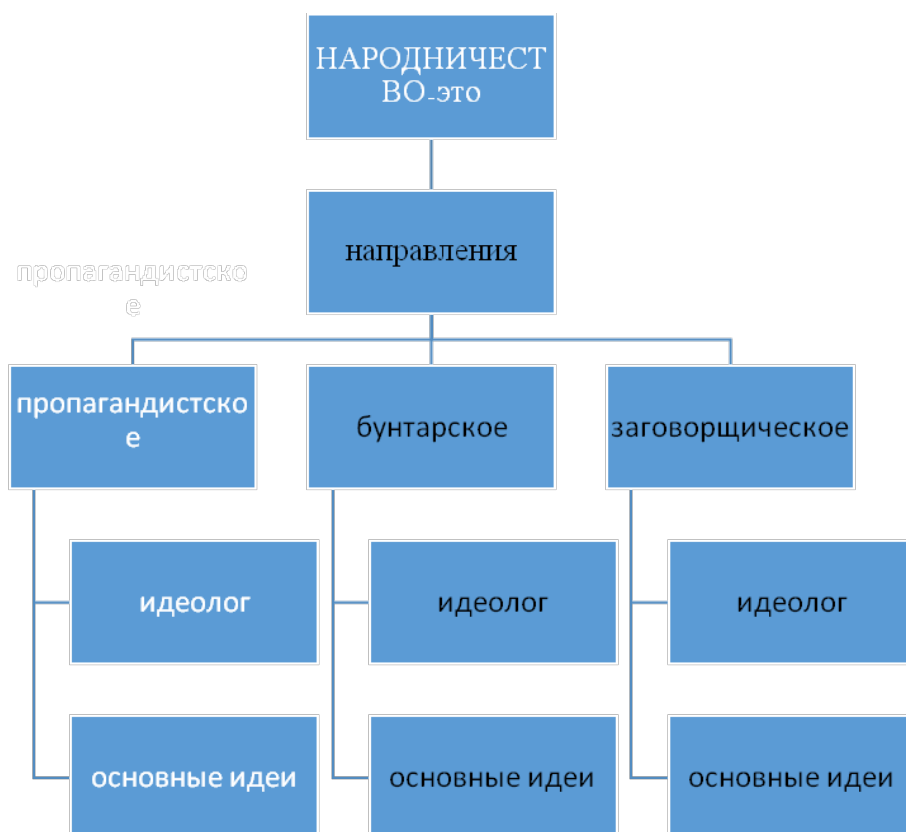 НАРОДНИЧЕСТ
ВО-это
направления
пропагандистско
е
пропагандистско
е
бунтарское
заговорщическое
идеолог
идеолог
идеолог
основные идеи
основные идеи
основные идеи